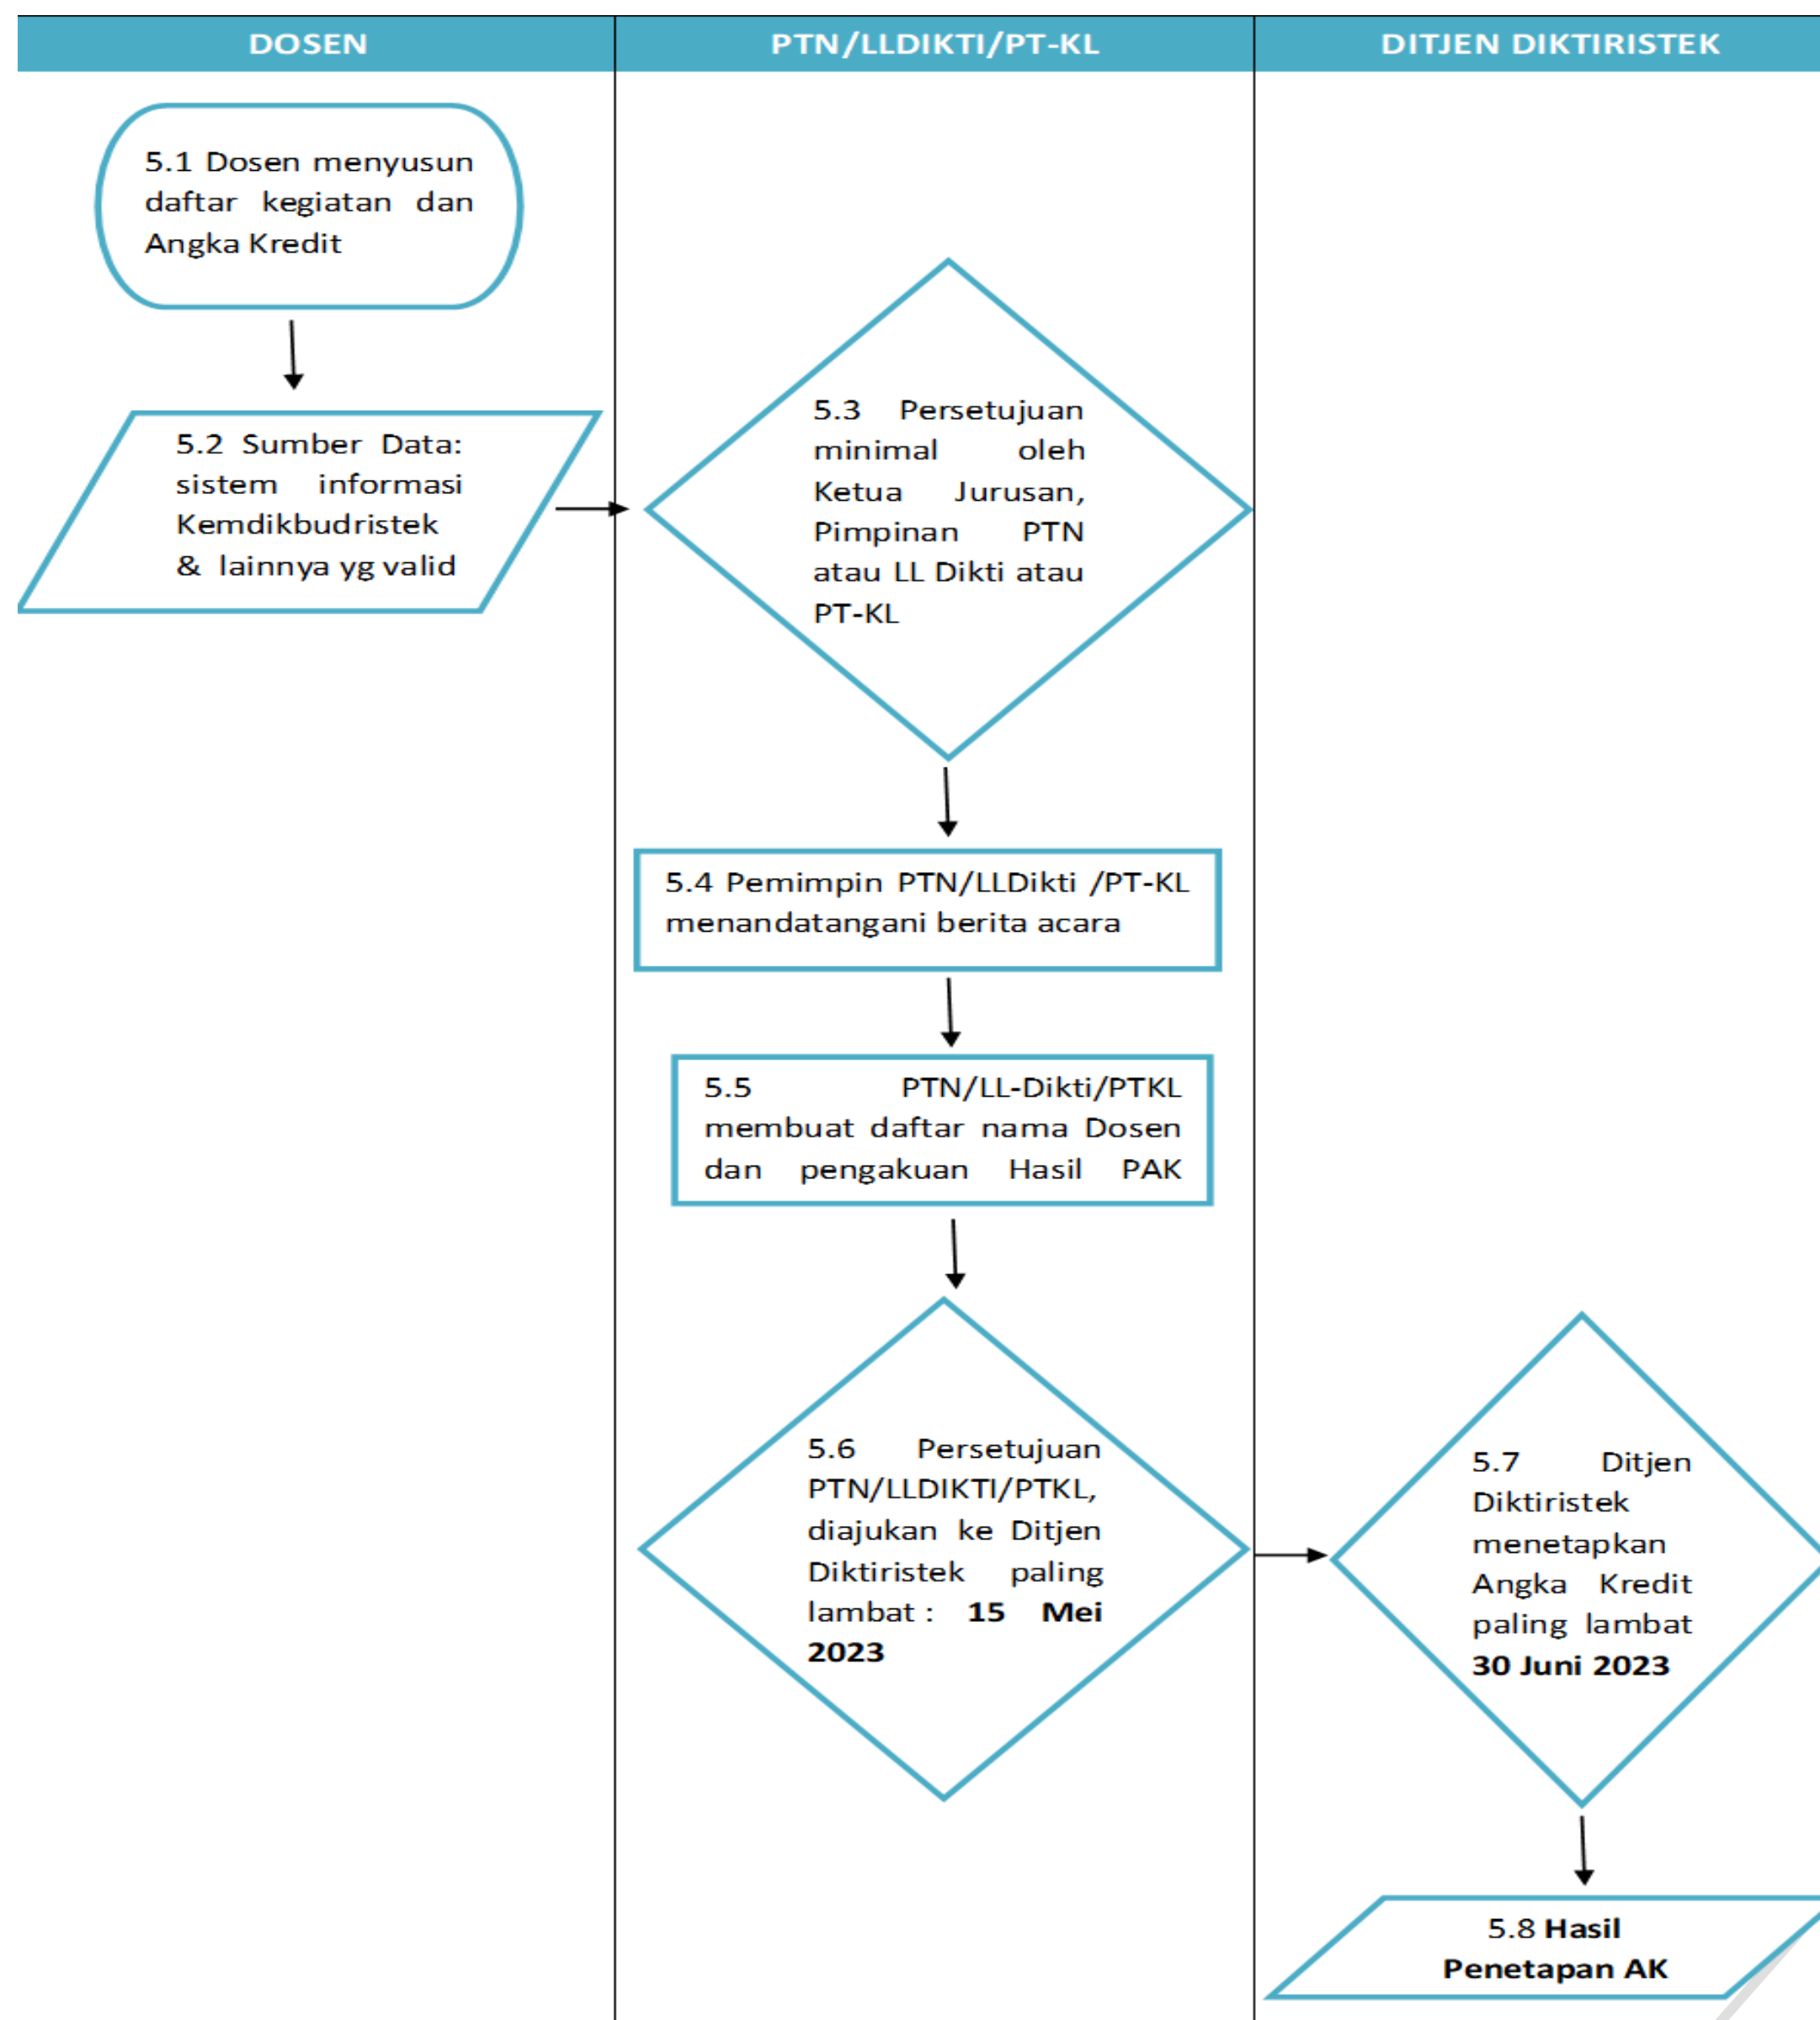 DOSEN
PTN/LLDIKTI/PT-KL
DITJEN DIKTIRISTEK
5.1 Dosen menyusun
daftar kegiatan dan
Angka Kredit
5.2 Sumber Data:
sistem informasi
Kemdikbudristek
& lainnya yg valid
5.3 Persetujuan
minimal oleh
Ketua Jurusan,
Pimpinan PTN
atau LL Dikti atau
PT-KL
5.4 Pemimpin PTN/LLDikti /PT-KL
menandatangani berita acara
5.5 PTN/LL-Dikti/PTKL
membuat daftar nama Dosen
dan pengakuan Hasil PAK
5.6 Persetujuan
PTN/LLDIKTI/PTKL,
diajukan ke Ditjen
Diktiristek paling
lambat : 15 Mei
2023
5.7 Ditjen
Diktiristek
menetapkan
Angka Kredit
paling lambat
30 Juni 2023
5.8 Hasil
Penetapan AK